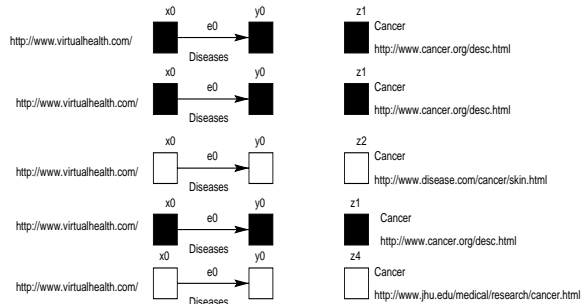 x0 y0 z1
e0 Cancer
http://www.virtualhealth.com/ http://www.cancer.org/desc.html
Diseases
x0 y0 z1
e0 Cancer
http://www.virtualhealth.com/ http://www.cancer.org/desc.html
Diseases
x0 y0 z2
e0 Cancer
http://www.virtualhealth.com/ http://www.disease.com/cancer/skin.html
Diseases
x0 y0 z1
e0 Cancer
http://www.virtualhealth.com/ http://www.cancer.org/desc.html
Diseases
x0 y0 z4
e0 Cancer
http://www.virtualhealth.com/ http://www.jhu.edu/medical/research/cancer.html
Diseases